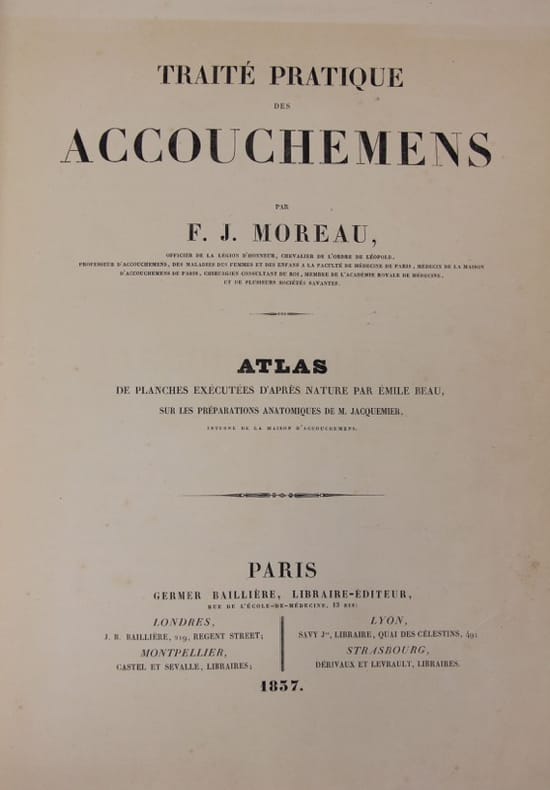 TRAITÉ PRATIQUE
DES
ACCOUCHEMENS
PAR
F. J. MOREAU,
OFFICIER DE LA LÉGION D'HONNEUR, CHEVALIER DE L'ORDRE DE LÉOPOLD,
PROFESSEUR D'ACCOUCHEMENS, DES MALADIES DES FEMMES ET DES ENFANS A LA FACULTÉ DE MÉDECINE DE PARIS, MÉDECIN DE LA MAISON
D'ACCOUCHEMENS DE PARIS, CHIRURGIEN CONSULTANT DU ROI, MEMBRE DE L'ACADÉMIE ROYALE DE MÉDECINE,
ET DE PLUSIEURS SOCIÉTÉS SAVANTES.
ATLAS
DE PLANCHES EXÉCUTÉES D'APRÈS NATURE PAR ÉMILE BEAU,
SUR LES PRÉPARATIONS ANATOMIQUES DE M. JACQUEMIER,
INTERNE DE LA MAISON D'ACCOUCHEMENS.
PARIS
GERMER BAILLIÈRE, LIBRAIRE-ÉDITEUR,
RUE DE L'ÉCOLE-DE-MÉDECINE, 13 BIS:
LONDRES,
J. B. BAILLIÈRE, 219, REGENT STREET;
MONTPELLIER,
CASTEL ET SEVALLE, LIBRAIRES;
LYON,
SAVY Jne, LIBRAIRE, QUAI DES CÉLESTINS, 49;
STRASBOURG,
DÉRIVAUX ET LEVRAULT, LIBRAIRES.
1837.